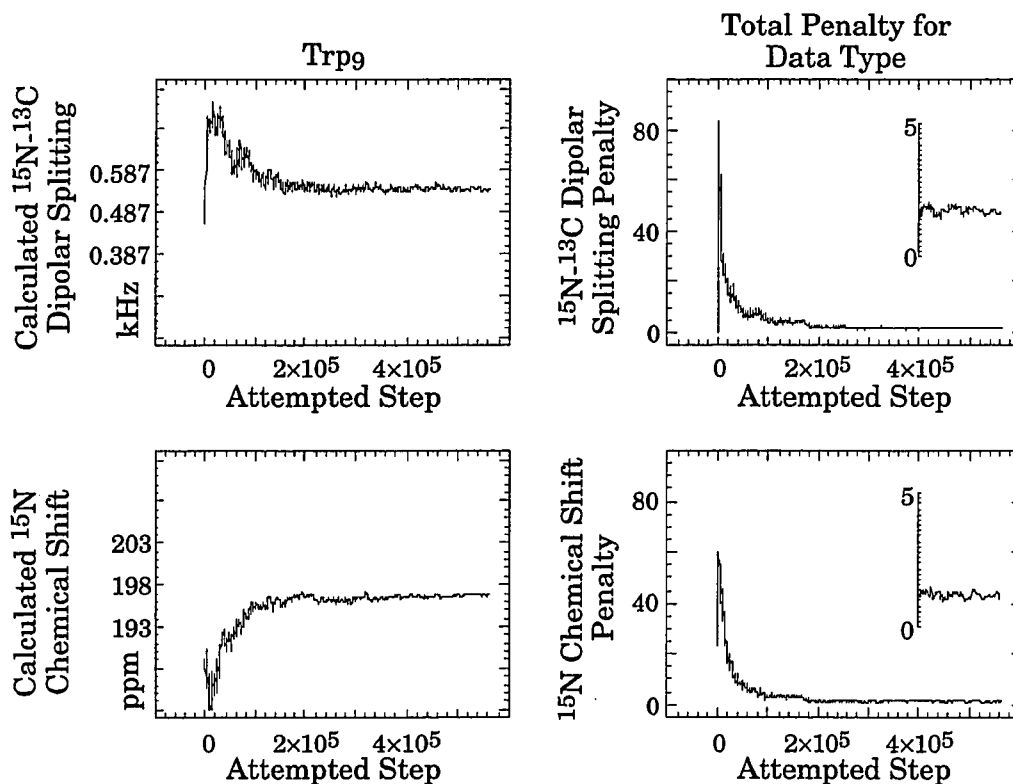 Trp9
Total Penalty for
Data Type
Calculated 15N-13C
Dipolar Splitting
kHz
0.587
0.487
0.387
0 2×10^5 4×10^5
Attempted Step
15N-13C Dipolar
Splitting Penalty
80
40
0
5
0
0 2×10^5 4×10^5
Attempted Step
Calculated 15N
Chemical Shift
ppm
203
198
193
0 2×10^5 4×10^5
Attempted Step
15N Chemical Shift
Penalty
80
40
0
5
0
0 2×10^5 4×10^5
Attempted Step